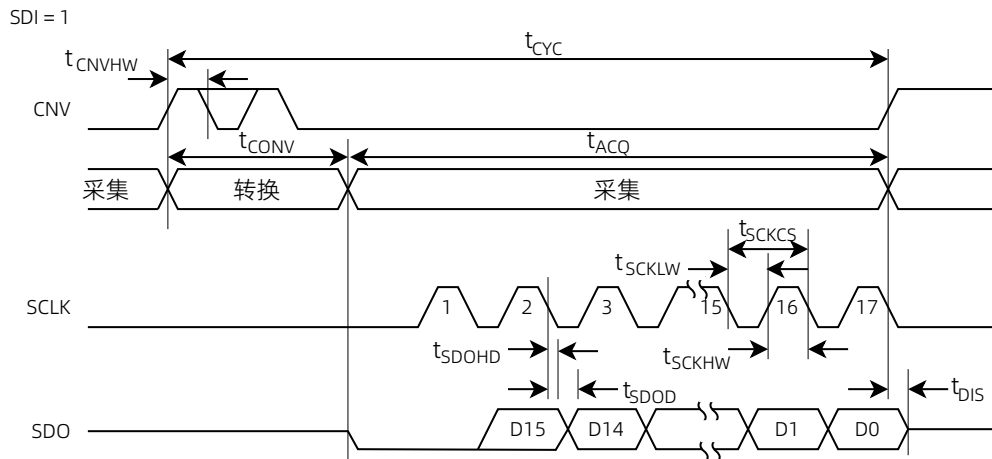 SDI = 1
tCYC
tCNVHW
CNV
tCONV
tACQ
采集 转换 采集
tSCKCS
tSCKLW
SCLK 1 2 3 15 16 17
tSDOHD tSCKHW
tSDOD tDIS
SDO D15 D14 D1 D0